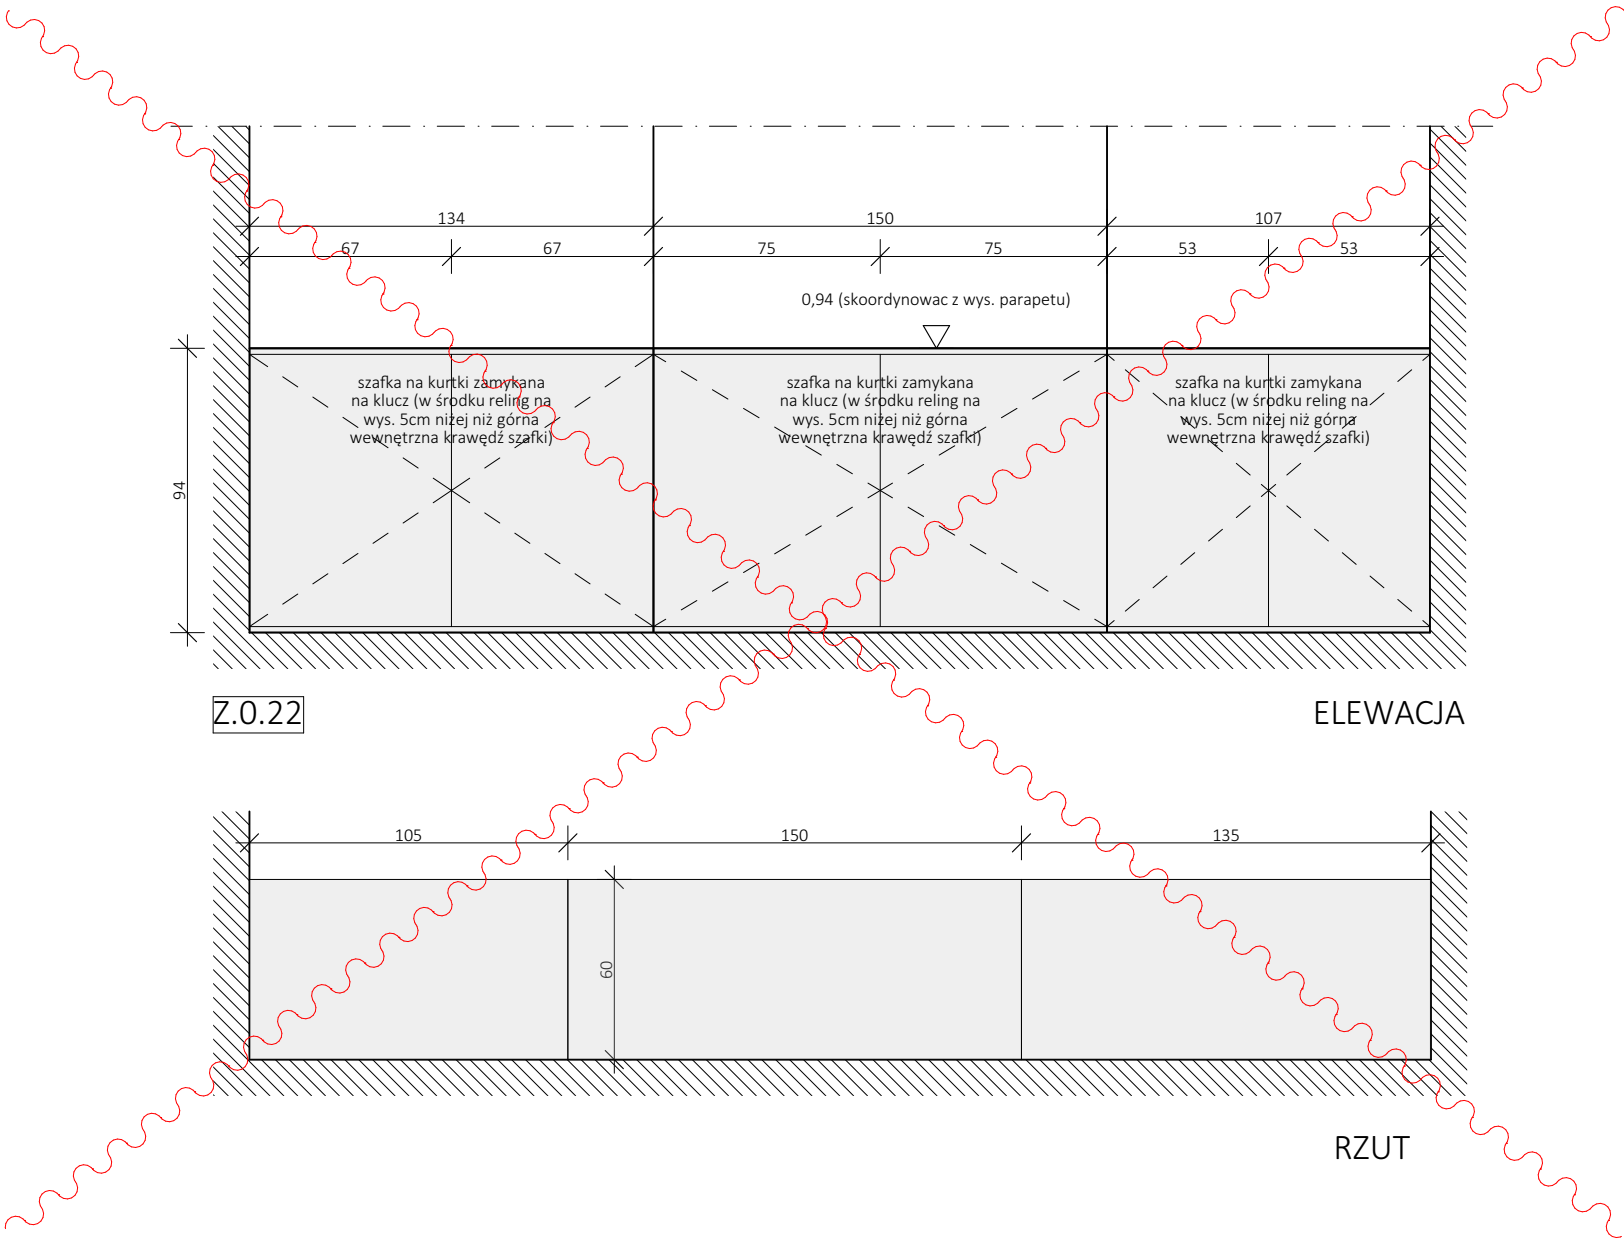 134
150
107
67
67
75
75
53
53
0,94 (skoordynowac z wys. parapetu)
szafka na kurtki zamykana
na klucz (w środku reling na
wys. 5cm niżej niż górna
wewnętrzna krawędź szafki)
szafka na kurtki zamykana
na klucz (w środku reling na
wys. 5cm niżej niż górna
wewnętrzna krawędź szafki)
szafka na kurtki zamykana
na klucz (w środku reling na
wys. 5cm niżej niż górna
wewnętrzna krawędź szafki)
94
Z.0.22
ELEWACJA
105
150
135
60
RZUT